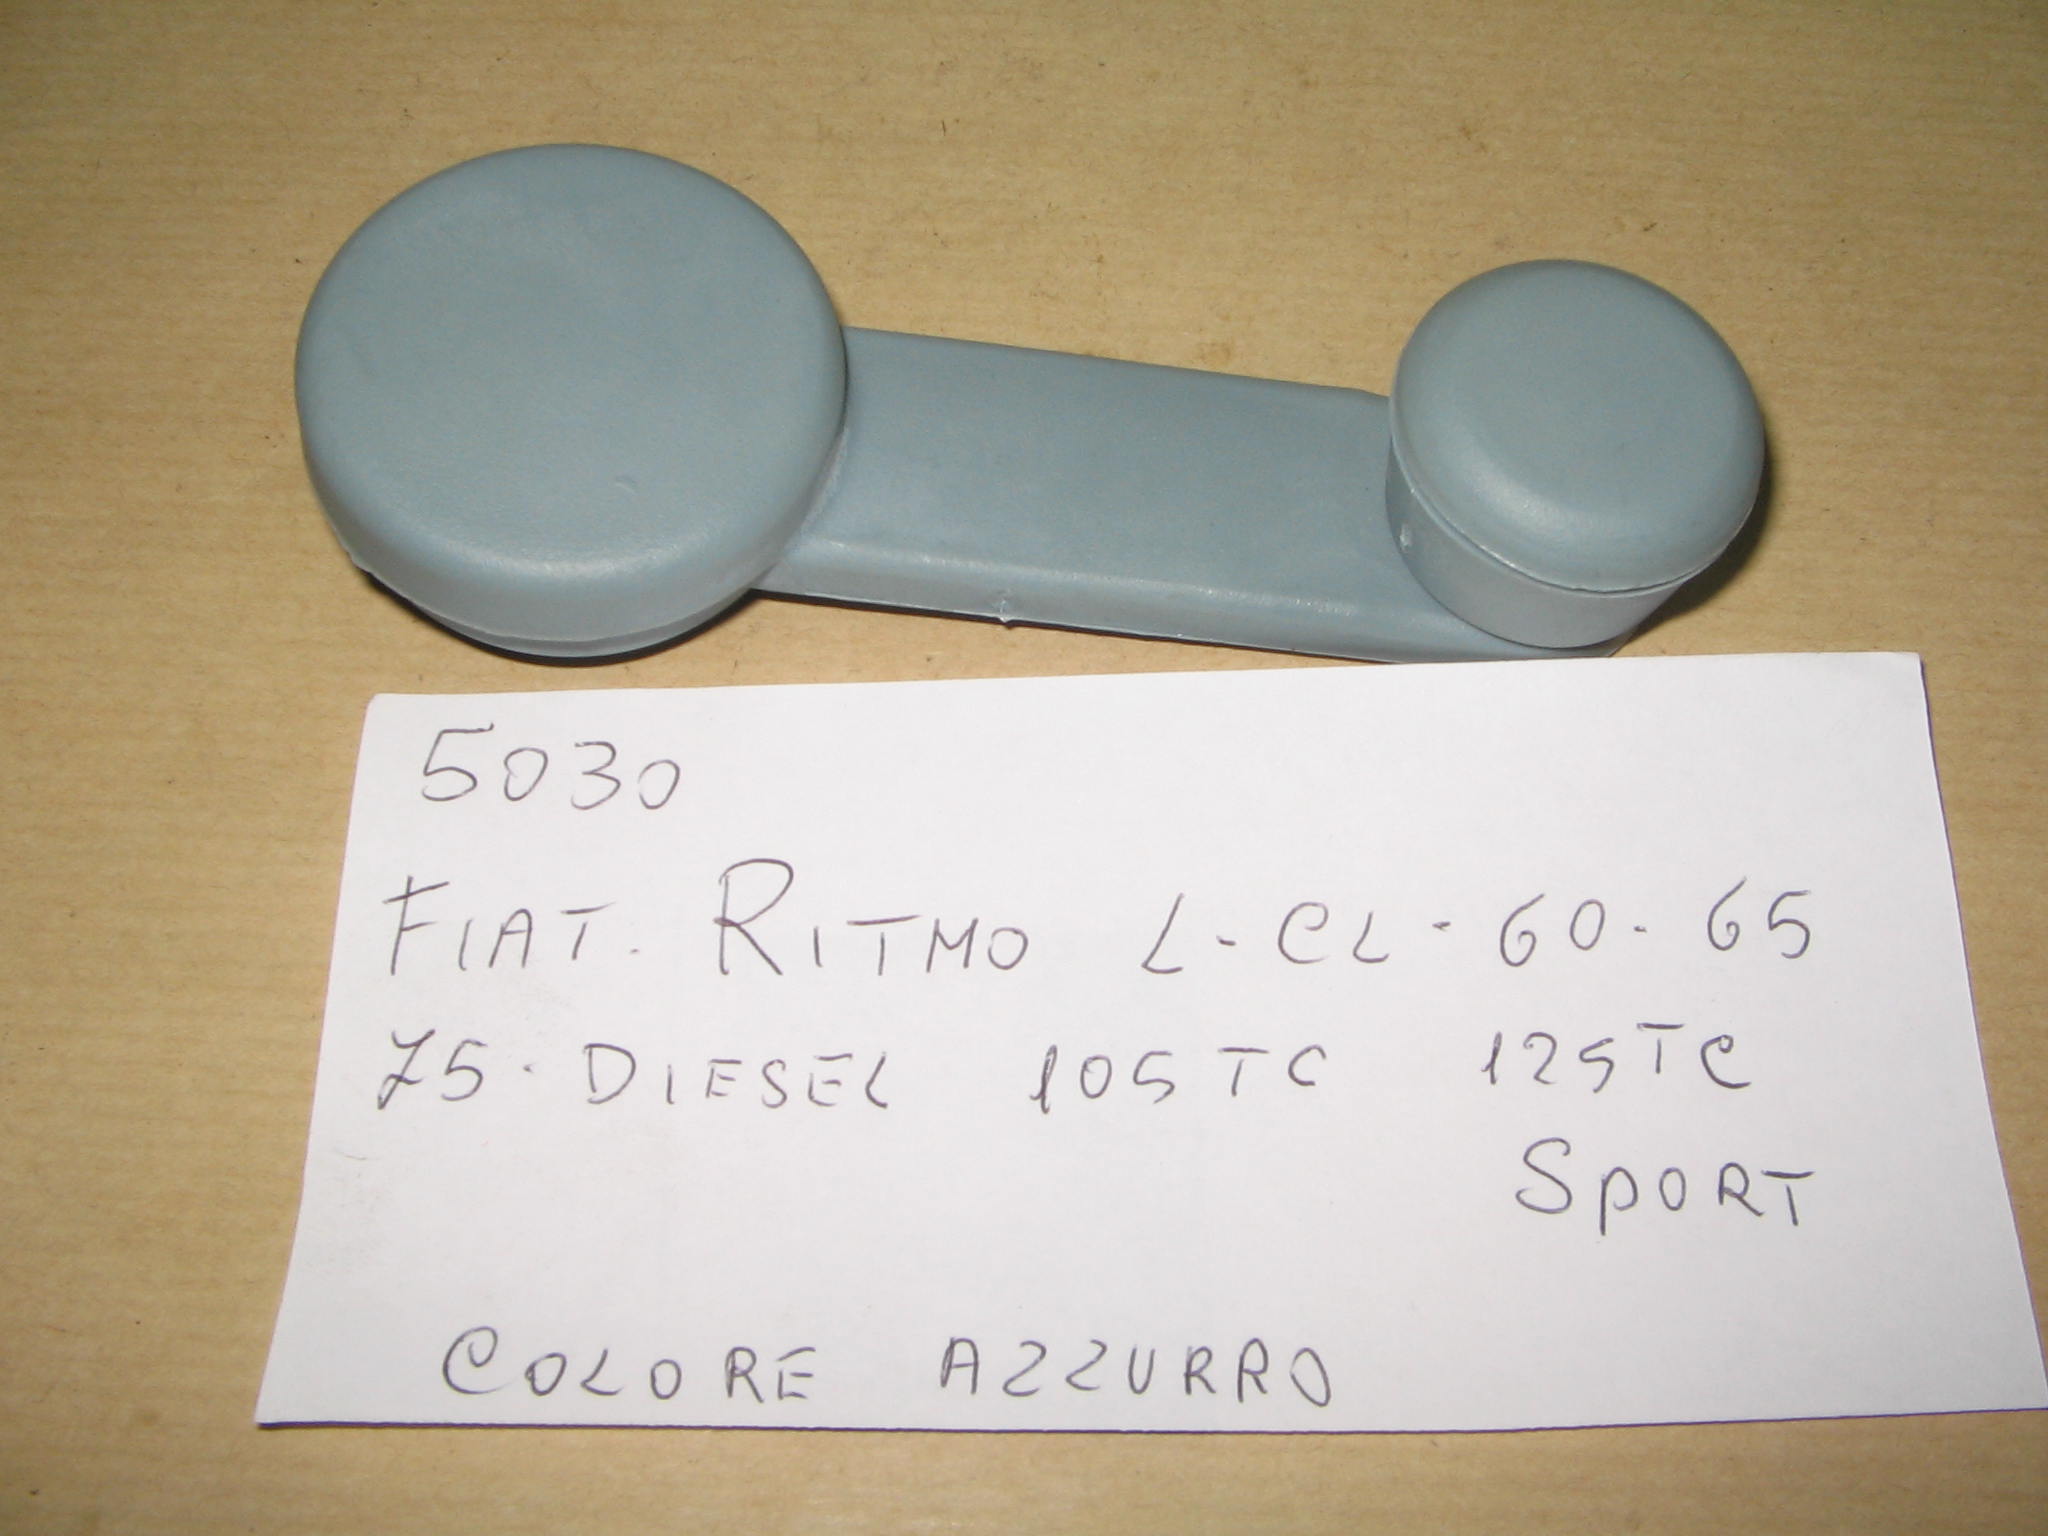 5030
FIAT. RITMO L-CL-60-65
75-DIESEL 105TC 125TC
SPORT
COLORE AZZURRO